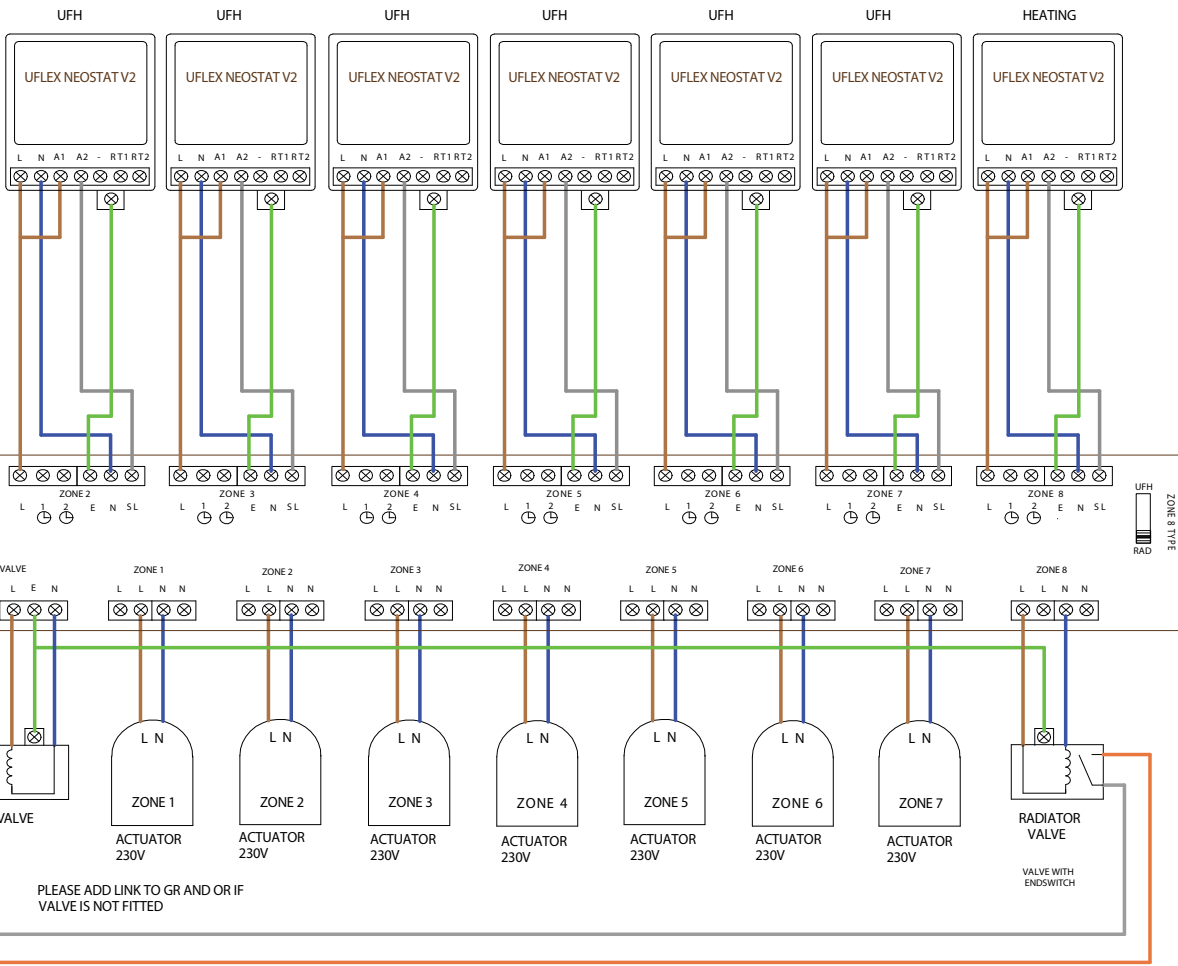 UFH UFH UFH UFH UFH UFH HEATING
UFLEX NEOSTAT V2 UFLEX NEOSTAT V2 UFLEX NEOSTAT V2 UFLEX NEOSTAT V2 UFLEX NEOSTAT V2 UFLEX NEOSTAT V2 UFLEX NEOSTAT V2
L N A1 A2 - RT1 RT2 L N A1 A2 - RT1 RT2 L N A1 A2 - RT1 RT2 L N A1 A2 - RT1 RT2 L N A1 A2 - RT1 RT2 L N A1 A2 - RT1 RT2 L N A1 A2 - RT1 RT2
ZONE 2 ZONE 3 ZONE 4 ZONE 5 ZONE 6 ZONE 7 ZONE 8
L 1 2 E N SL L 1 2 E N SL L 1 2 E N SL L 1 2 E N SL L 1 2 E N SL L 1 2 E N SL L 1 2 E N SL
UFH
RAD
ZONE 8 TYPE
VALVE ZONE 1 ZONE 2 ZONE 3 ZONE 4 ZONE 5 ZONE 6 ZONE 7 ZONE 8
L E N L L N N L L N N L L N N L L N N L L N N L L N N L L N N L L N N
L N L N L N L N L N L N L N
ZONE 1 ZONE 2 ZONE 3 ZONE 4 ZONE 5 ZONE 6 ZONE 7
VALVE
ACTUATOR
230V
ACTUATOR
230V
ACTUATOR
230V
ACTUATOR
230V
ACTUATOR
230V
ACTUATOR
230V
ACTUATOR
230V
RADIATOR
VALVE
VALVE WITH
ENDSWITCH
PLEASE ADD LINK TO GR AND OR IF
VALVE IS NOT FITTED